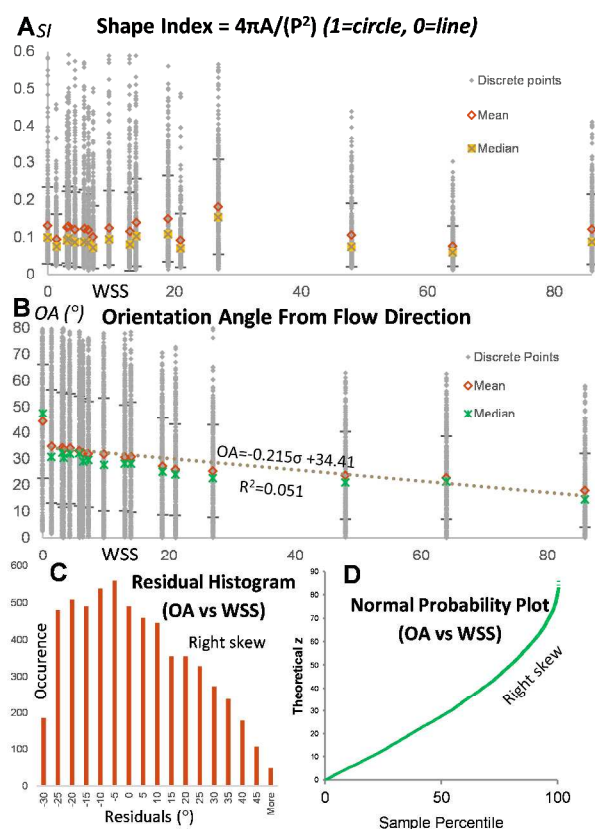 A SI Shape Index = 4πA/(P²) (1=circle, 0=line)
0.6
0.5
0.4
0.3
0.2
0.1
0
Discrete points
Mean
Median
0 WSS 20 40 60 80
B OA (°) Orientation Angle From Flow Direction
80
70
60
50
40
30
20
10
0
Discrete Points
Mean
Median
OA=-0.215σ +34.41
R²=0.051
0 WSS 20 40 60 80
C Residual Histogram
(OA vs WSS)
Right skew
Occurence
600
500
400
300
200
100
0
-30 -25 -20 -15 -10 -5 0 5 10 15 20 25 30 35 40 45 More
Residuals (°)
D
Normal Probability Plot
(OA vs WSS)
Right skew
Theoretical z
90
80
70
60
50
40
30
20
10
0
0 50 100
Sample Percentile